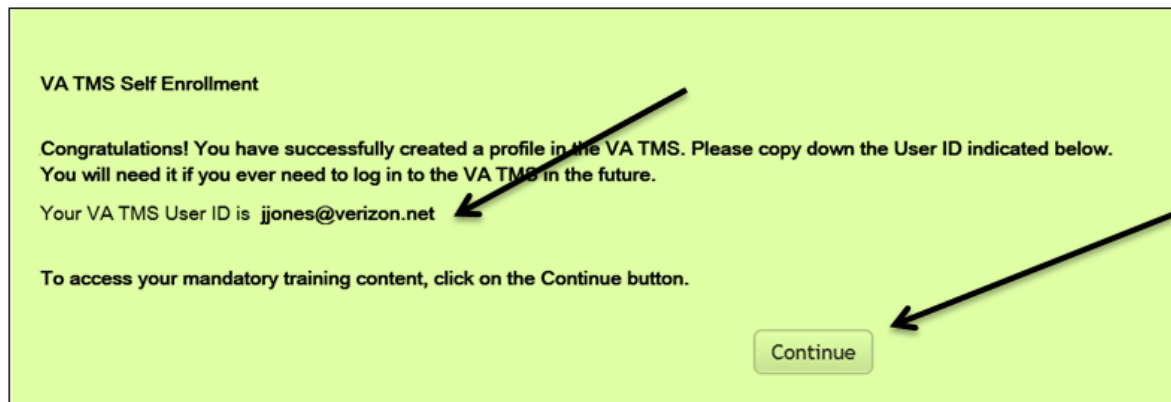 VA TMS Self Enrollment
Congratulations! You have successfully created a profile in the VA TMS. Please copy down the User ID indicated below.
You will need it if you ever need to log in to the VA TMS in the future.
Your VA TMS User ID is jjones@verizon.net
To access your mandatory training content, click on the Continue button.
Continue